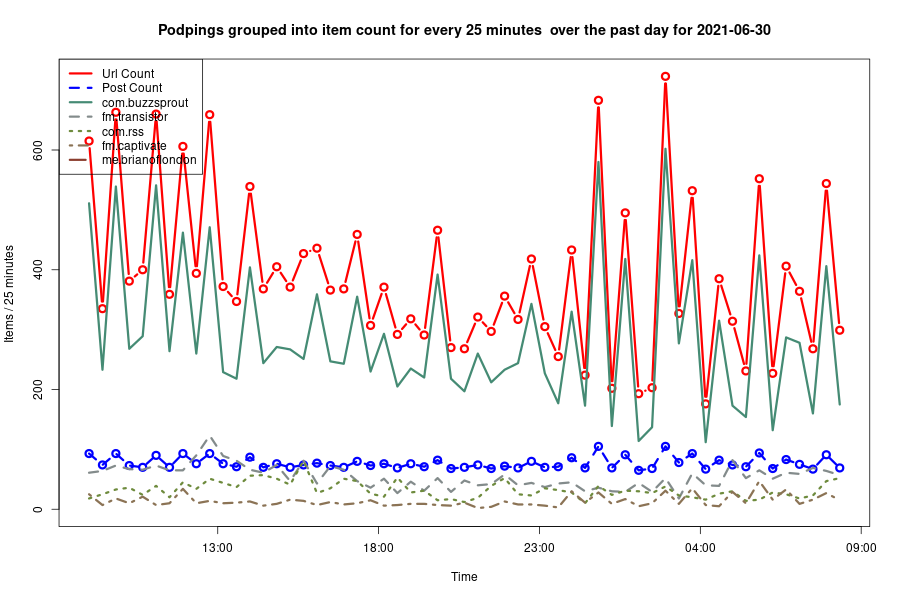 Podpings grouped into item count for every 25 minutes  over the past day for 2021-06-30
Url Count
Post Count
com.buzzsprout
fm.transistor
com.rss
fm.captivate
me.brianoflondon
600
400
200
0
Items / 25 minutes
13:00
18:00
23:00
04:00
09:00
Time